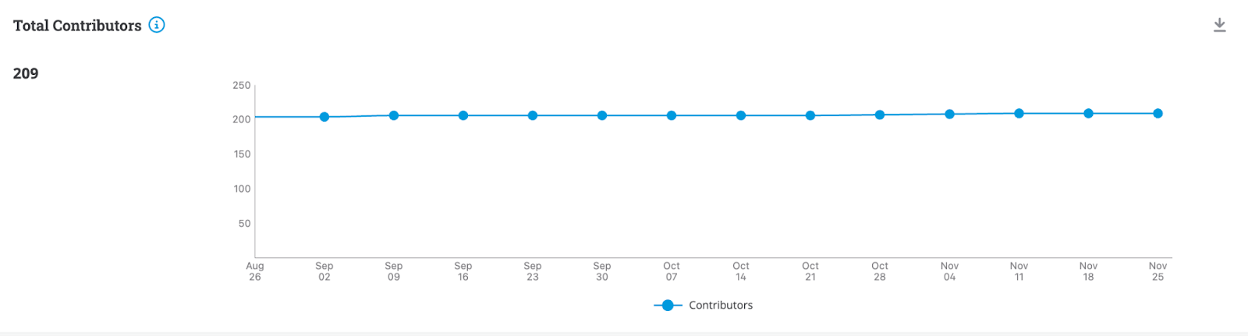 Total Contributors
209
250
200
150
100
50
Aug 26
Sep 02
Sep 09
Sep 16
Sep 23
Sep 30
Oct 07
Oct 14
Oct 21
Oct 28
Nov 04
Nov 11
Nov 18
Nov 25
Contributors